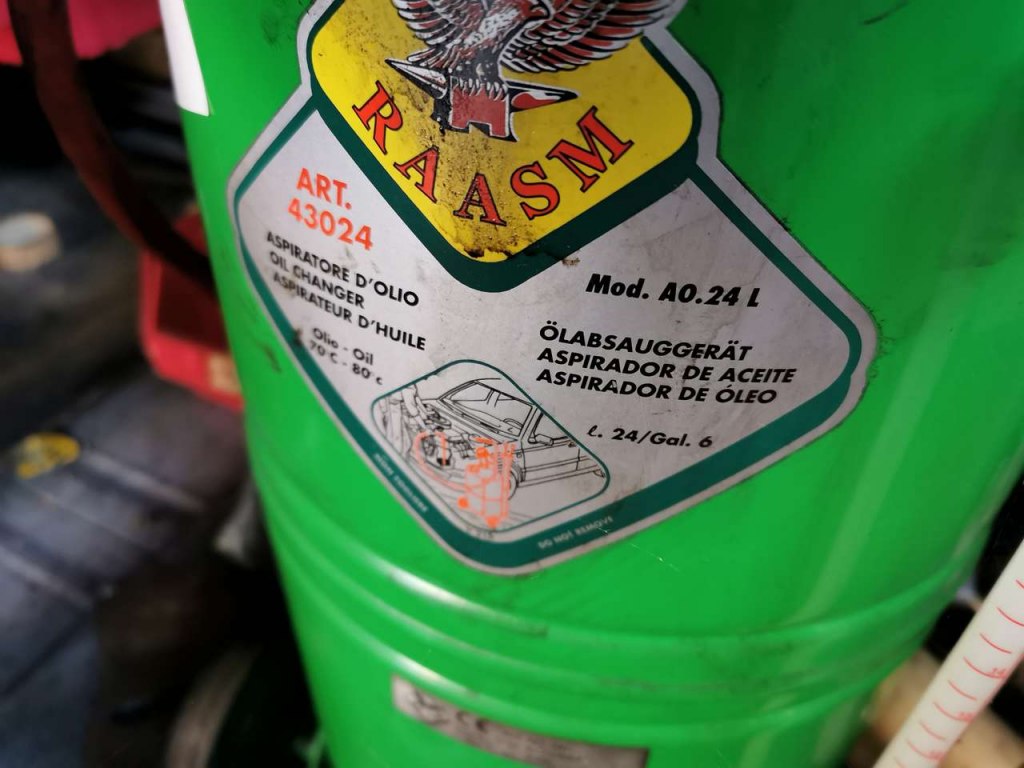 RAASM
ART.
43024
ASPIRATORE D'OLIO
OIL CHANGER
ASPIRATEUR D'HUILE
Olio - Oil
70°C - 80°C
Mod. AO.24 L
ÖLABSAUGGERÄT
ASPIRADOR DE ACEITE
ASPIRADOR DE ÓLEO
ℓ. 24/Gal. 6
DO NOT REMOVE